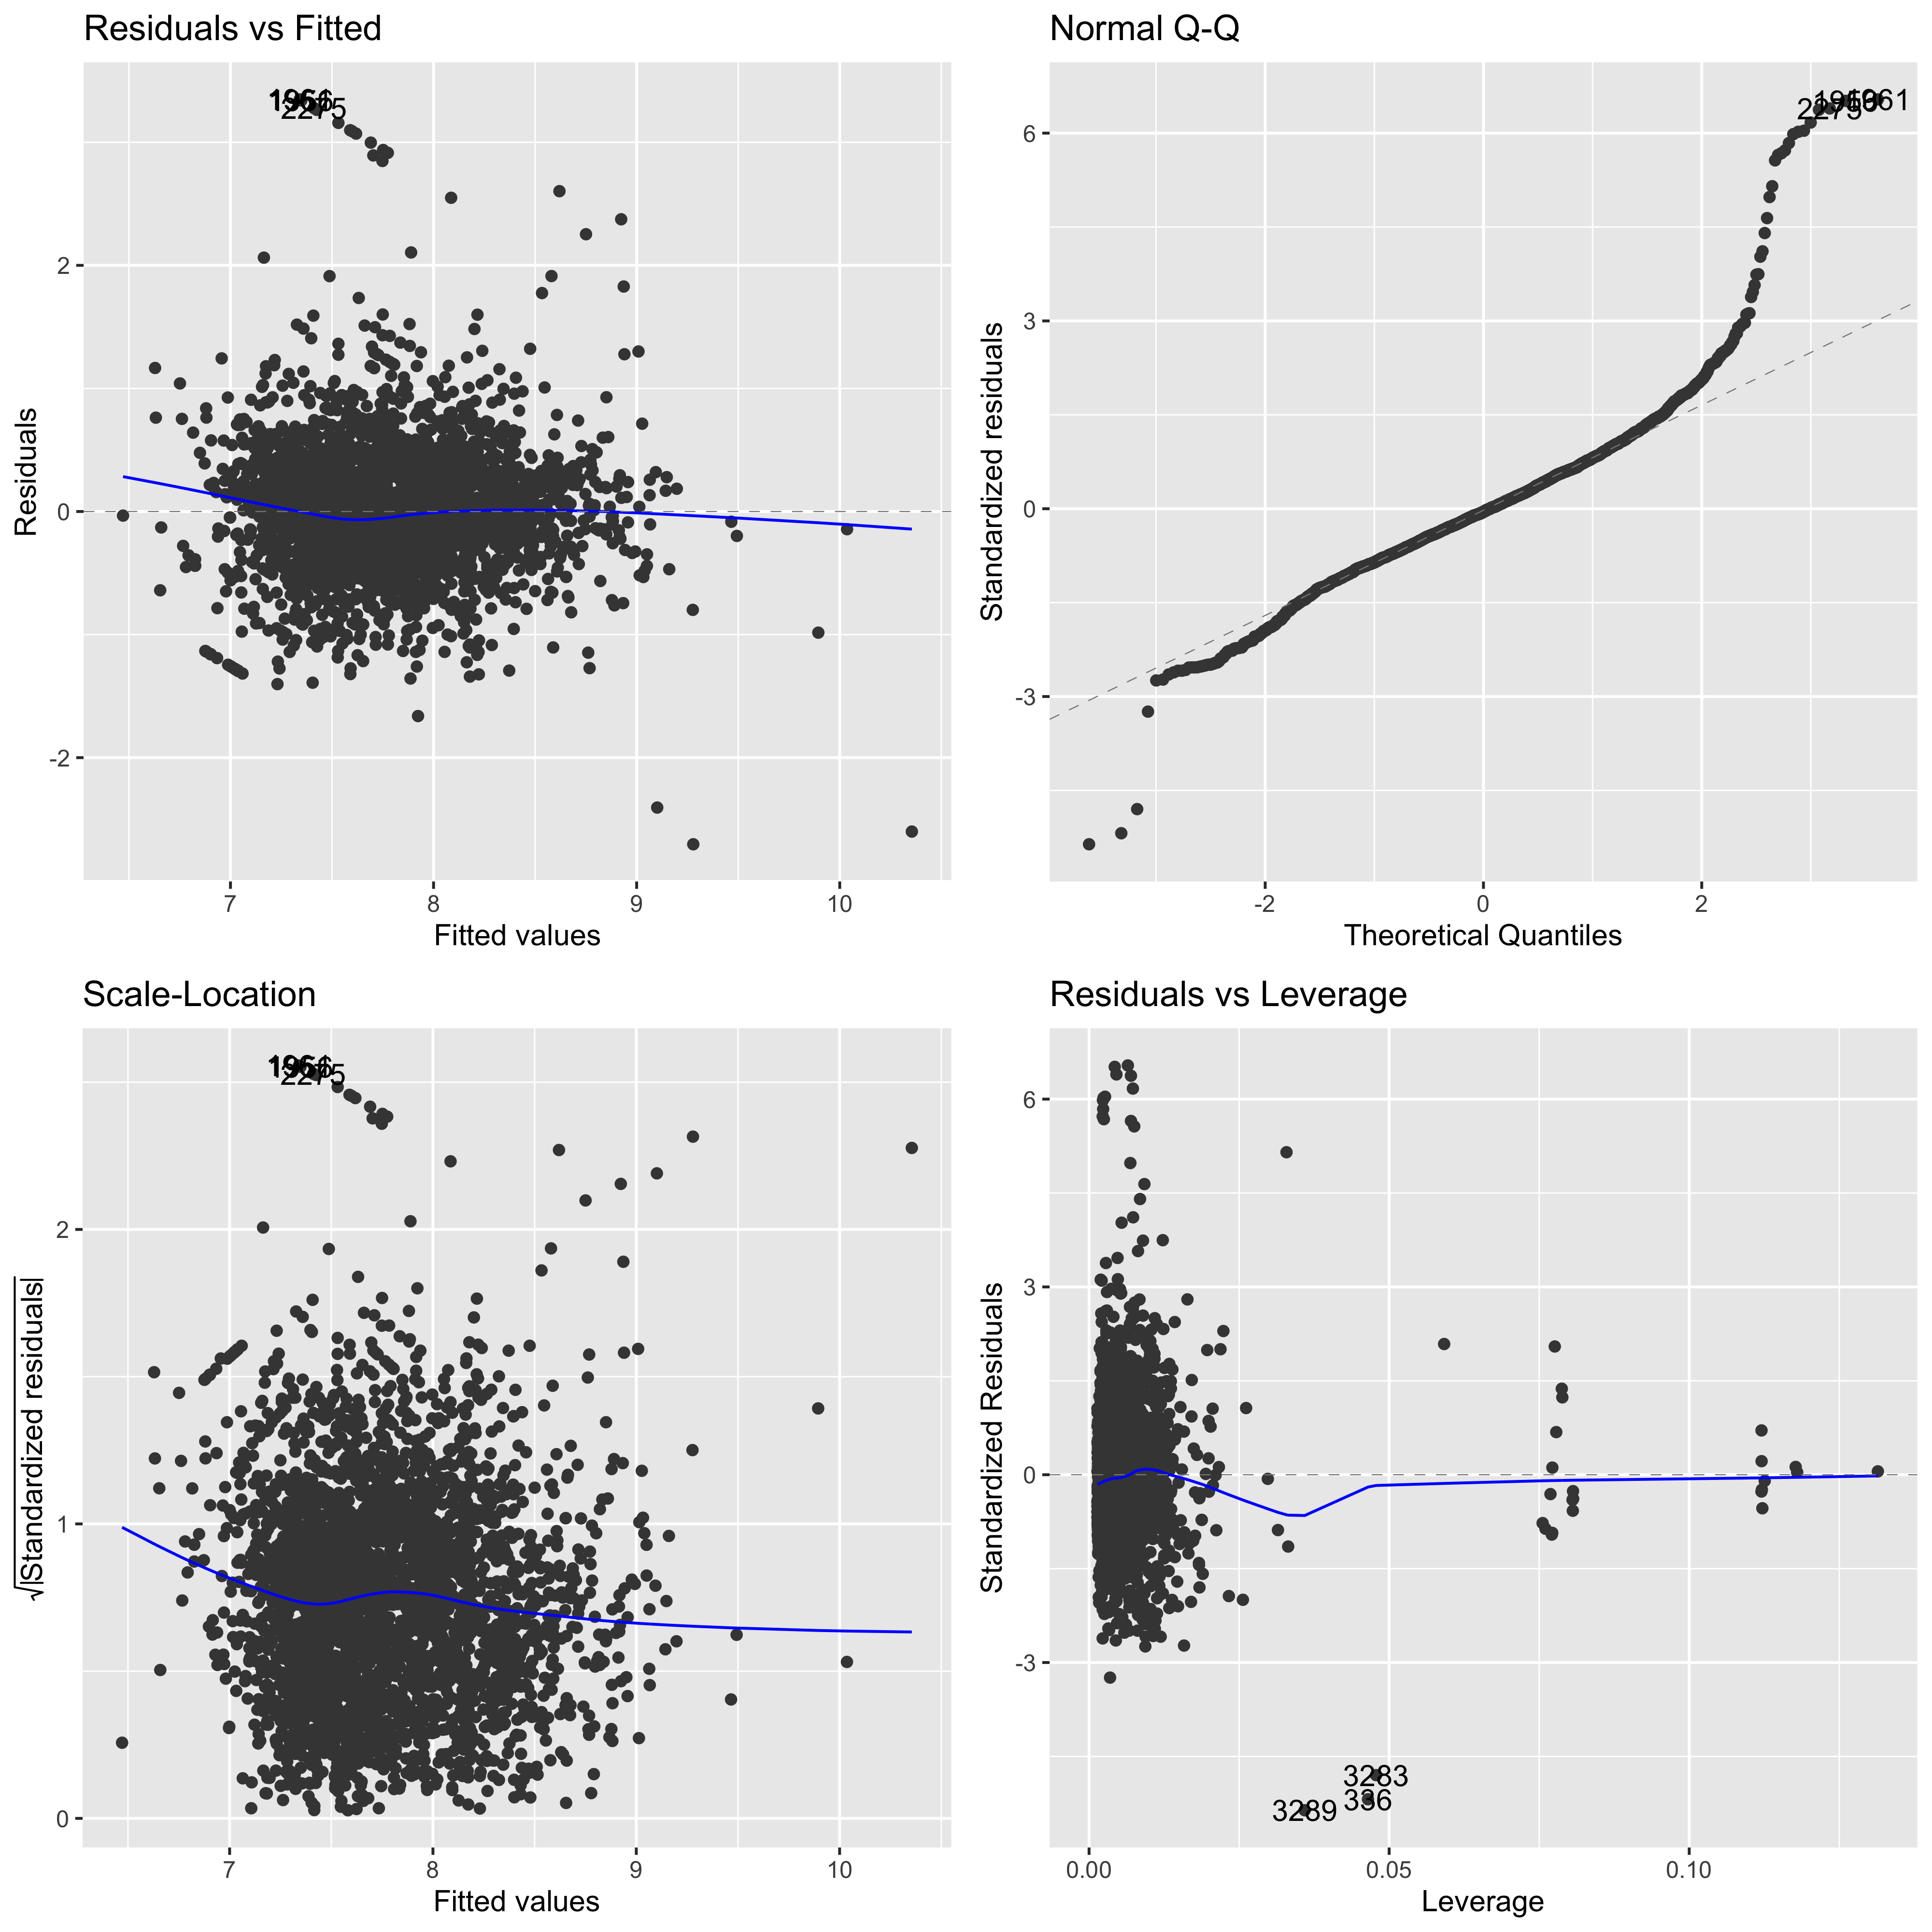 Residuals vs Fitted
2275
2
0
-2
Residuals
7
8
9
10
Fitted values
Normal Q-Q
2275
1961
6
3
0
-3
Standardized residuals
-2
0
2
Theoretical Quantiles
Scale-Location
2275
2
1
0
√|Standardized residuals|
7
8
9
10
Fitted values
Residuals vs Leverage
6
3
0
-3
Standardized Residuals
3283
336
3289
0.00
0.05
0.10
Leverage